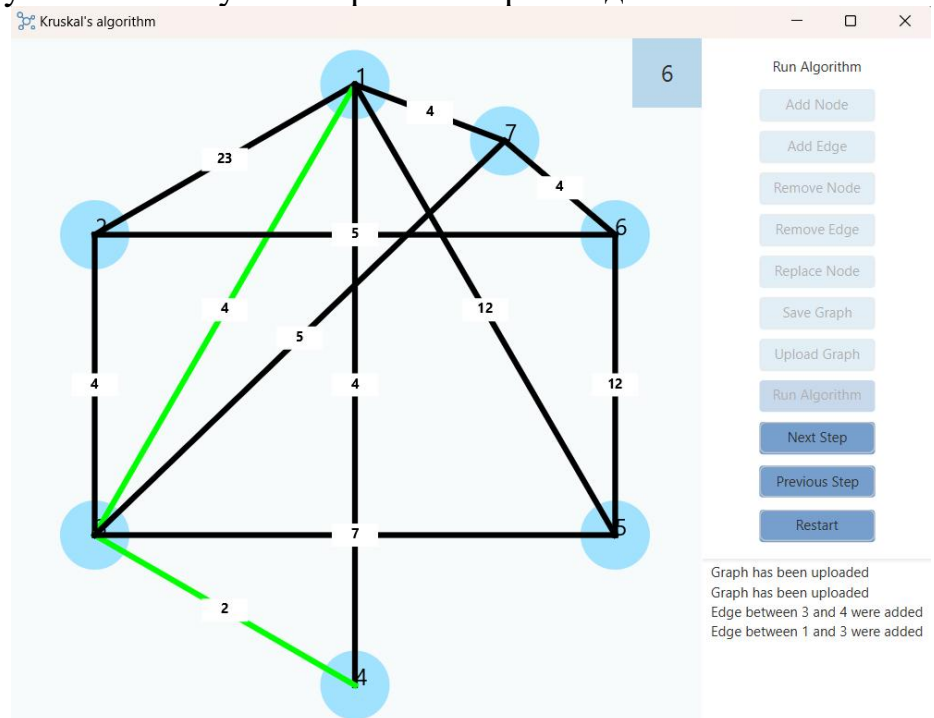 Kruskal's algorithm
6
Run Algorithm
1
Add Node
4
7
Add Edge
23
4
Remove Node
2
5
6
Remove Edge
Replace Node
4
12
Save Graph
5
Upload Graph
4
4
12
Run Algorithm
Next Step
Previous Step
7
5
Restart
Graph has been uploaded
2
Graph has been uploaded
Edge between 3 and 4 were added
Edge between 1 and 3 were added
4